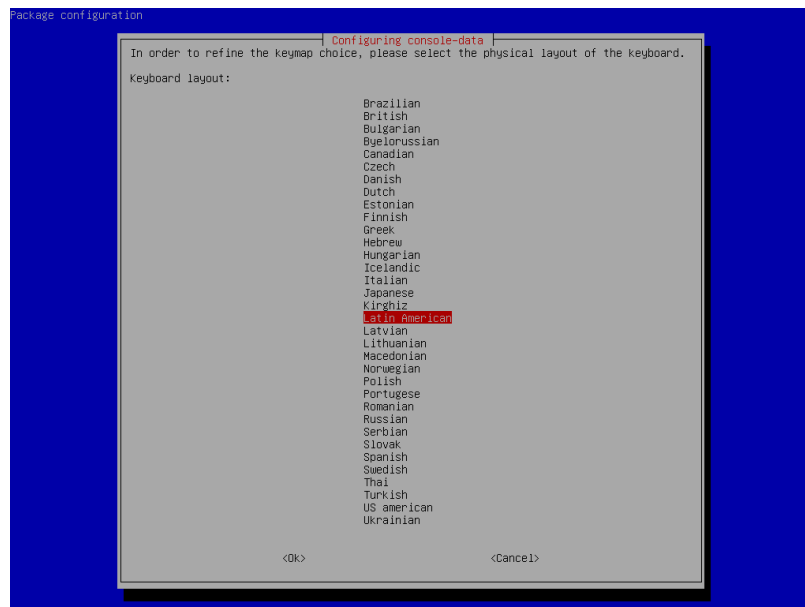 Package configuration
Configuring console-data
In order to refine the keymap choice, please select the physical layout of the keyboard.
Keyboard layout:
Brazilian
British
Bulgarian
Byelorussian
Canadian
Czech
Danish
Dutch
Estonian
Finnish
Greek
Hebrew
Hungarian
Icelandic
Italian
Japanese
Kirghiz
Latin American
Latvian
Lithuanian
Macedonian
Norwegian
Polish
Portugese
Romanian
Russian
Serbian
Slovak
Spanish
Swedish
Thai
Turkish
US american
Ukrainian
<Ok> <Cancel>